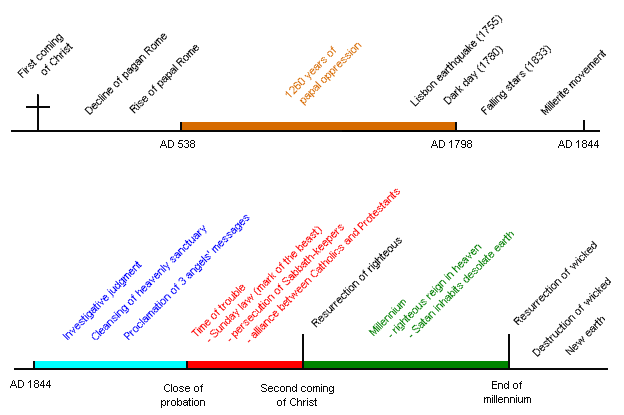 First coming
of Christ
Decline of pagan Rome
Rise of papal Rome
1260 years of
papal oppression
Lisbon earthquake (1755)
Dark day (1780)
Falling stars (1833)
Millerite movement
AD 538
AD 1798
AD 1844
Investigative judgment
Cleansing of heavenly sanctuary
Proclamation of 3 angels' messages
Time of trouble
- Sunday law (mark of the beast)
- persecution of Sabbath-keepers
- alliance between Catholics and Protestants
Resurrection of righteous
Millennium
- righteous reign in heaven
- Satan inhabits desolate earth
Resurrection of wicked
Destruction of wicked
New earth
AD 1844
Close of
probation
Second coming
of Christ
End of
millennium